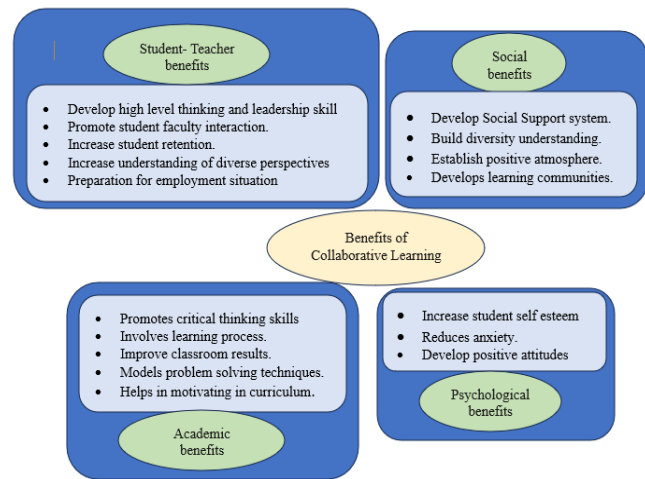 Student- Teacher
benefits
• Develop high level thinking and leadership skill
• Promote student faculty interaction.
• Increase student retention.
• Increase understanding of diverse perspectives
• Preparation for employment situation
Social
benefits
• Develop Social Support system.
• Build diversity understanding.
• Establish positive atmosphere.
• Develops learning communities.
Benefits of
Collaborative Learning
• Promotes critical thinking skills
• Involves learning process.
• Improve classroom results.
• Models problem solving techniques.
• Helps in motivating in curriculum.
Academic
benefits
• Increase student self esteem
• Reduces anxiety.
• Develop positive attitudes
Psychological
benefits